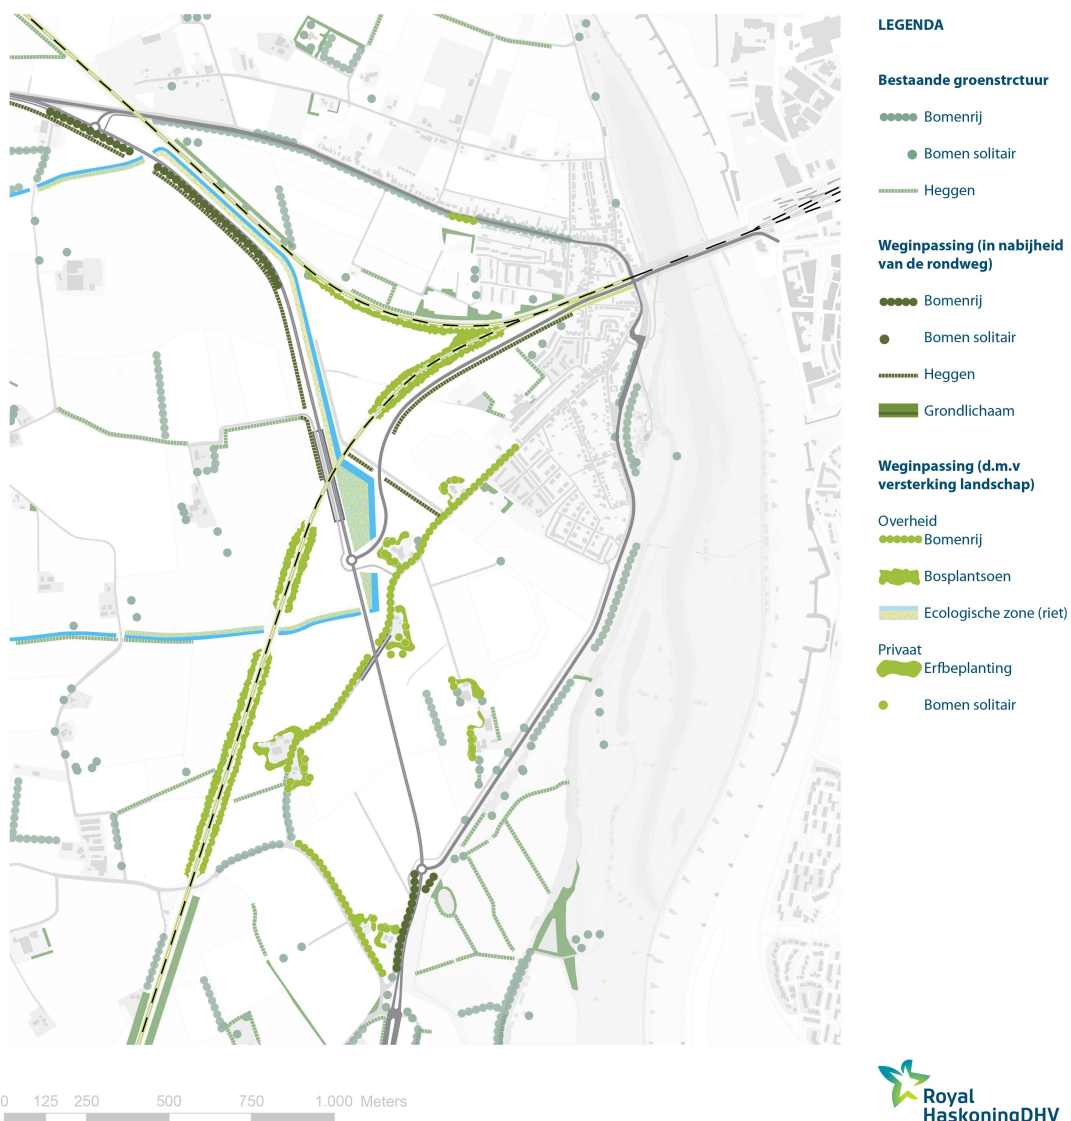 LEGENDA
Bestaande groenstrctuur
Bomenrij
Bomen solitair
Heggen
Weginpassing (in nabijheid
van de rondweg)
Bomenrij
Bomen solitair
Heggen
Grondlichaam
Weginpassing (d.m.v
versterking landschap)
Overheid
Bomenrij
Bosplantsoen
Ecologische zone (riet)
Privaat
Erfbeplanting
Bomen solitair
0 125 250 500 750 1.000 Meters
Royal
HaskoningDHV